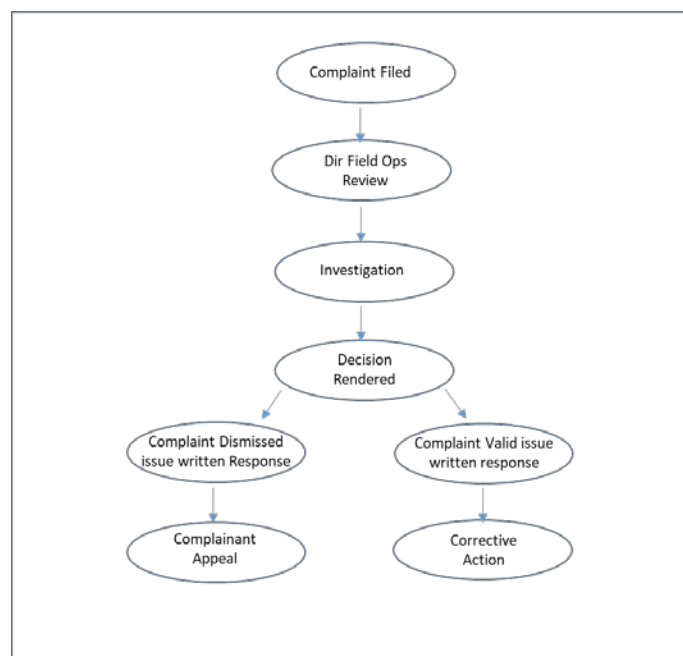 Complaint Filed
Dir Field Ops
Review
Investigation
Decision
Rendered
Complaint Dismissed
issue written Response
Complaint Valid issue
written response
Complainant
Appeal
Corrective
Action